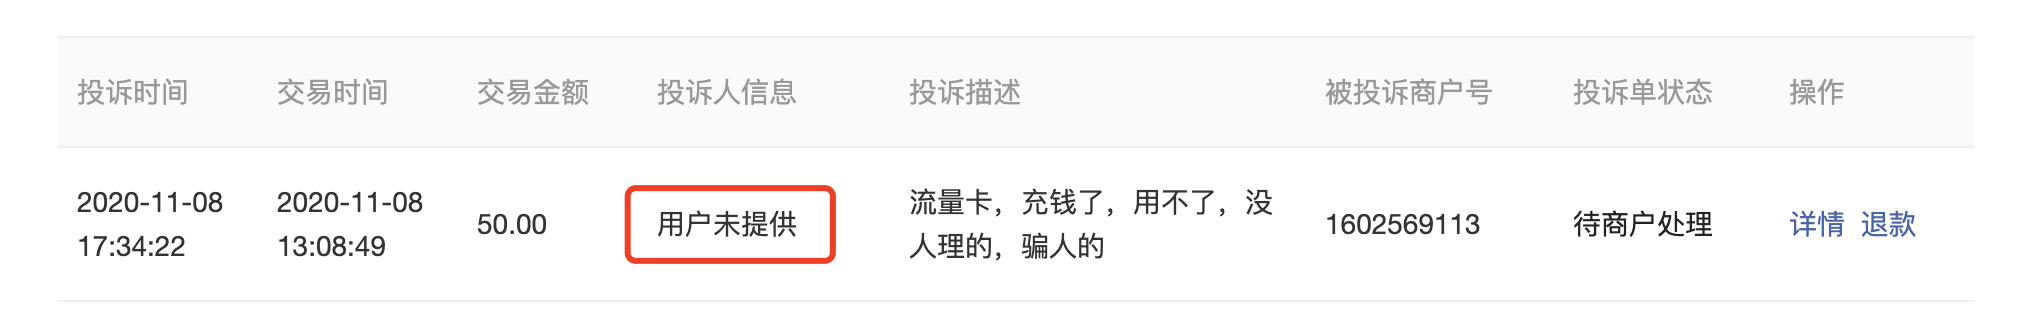 投诉时间 交易时间 交易金额 投诉人信息 投诉描述 被投诉商户号 投诉单状态 操作
2020-11-08 17:34:22
2020-11-08 13:08:49
50.00
用户未提供
流量卡，充钱了，用不了，没
人理的，骗人的
1602569113
待商户处理
详情 退款